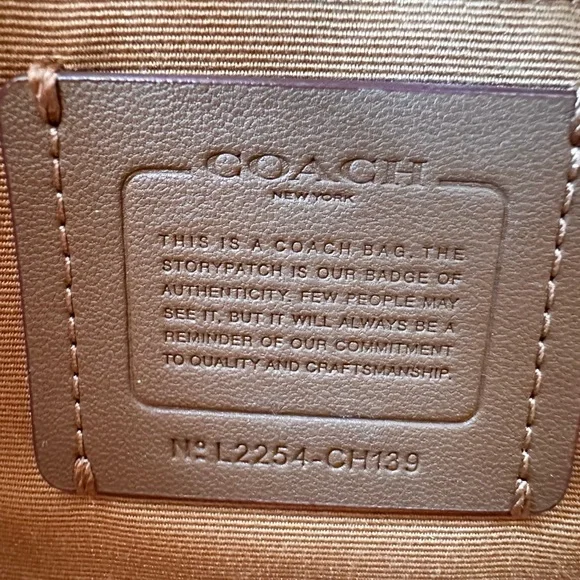 COACH
NEW YORK
THIS IS A COACH BAG. THE
STORYPATCH IS OUR BADGE OF
AUTHENTICITY. FEW PEOPLE MAY
SEE IT, BUT IT WILL ALWAYS BE A
REMINDER OF OUR COMMITMENT
TO QUALITY AND CRAFTSMANSHIP.
Nº L2254-CH139